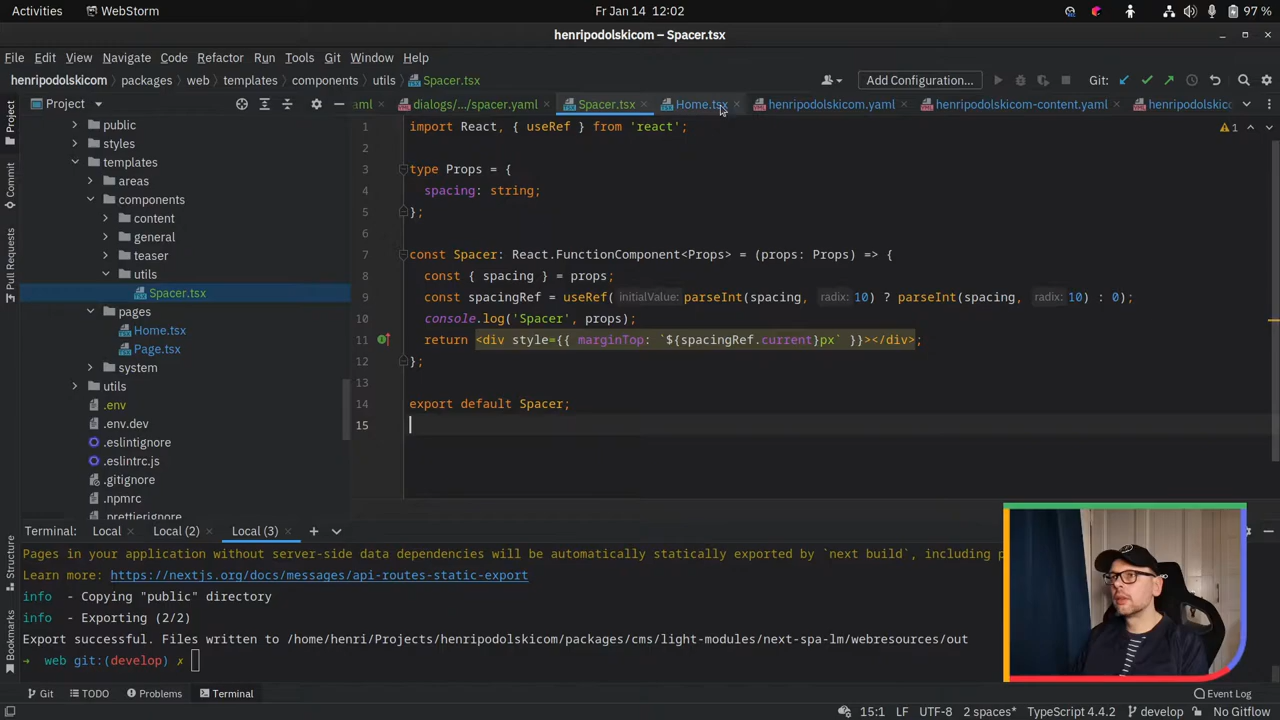 Activities WebStorm Fr Jan 14 12:02 97 %
henripodolskicom – Spacer.tsx
File Edit View Navigate Code Refactor Run Tools Git Window Help
henripodolskicom packages web templates components utils Spacer.tsx Add Configuration... Git:
Project aml dialogs/.../spacer.yaml Spacer.tsx Home.tsx henripodolskicom.yaml henripodolskicom-content.yaml henripodolskicc
Project
Commit
Pull Requests
Structure
Bookmarks
public
styles
templates
areas
components
content
general
teaser
utils
Spacer.tsx
pages
Home.tsx
Page.tsx
system
utils
.env
.env.dev
.eslintignore
.eslintrc.js
.gitignore
.npmrc
.prettierignore
1 import React, { useRef } from 'react'; 1
2
3 type Props = {
4 spacing: string;
5 };
6
7 const Spacer: React.FunctionComponent<Props> = (props: Props) => {
8 const { spacing } = props;
9 const spacingRef = useRef( initialValue: parseInt(spacing, radix: 10) ? parseInt(spacing, radix: 10) : 0);
10 console.log('Spacer', props);
11 return <div style={{ marginTop: `${spacingRef.current}px` }}></div>;
12 };
13
14 export default Spacer;
15
Terminal: Local Local (2) Local (3)
Pages in your application without server-side data dependencies will be automatically statically exported by `next build`, including p
Learn more: https://nextjs.org/docs/messages/api-routes-static-export
info - Copying "public" directory
info - Exporting (2/2)
Export successful. Files written to /home/henri/Projects/henripodolskicom/packages/cms/light-modules/next-spa-lm/webresources/out
→ web git:(develop) ✗
Git TODO Problems Terminal Event Log
15:1 LF UTF-8 2 spaces* TypeScript 4.4.2 develop No Gitflow